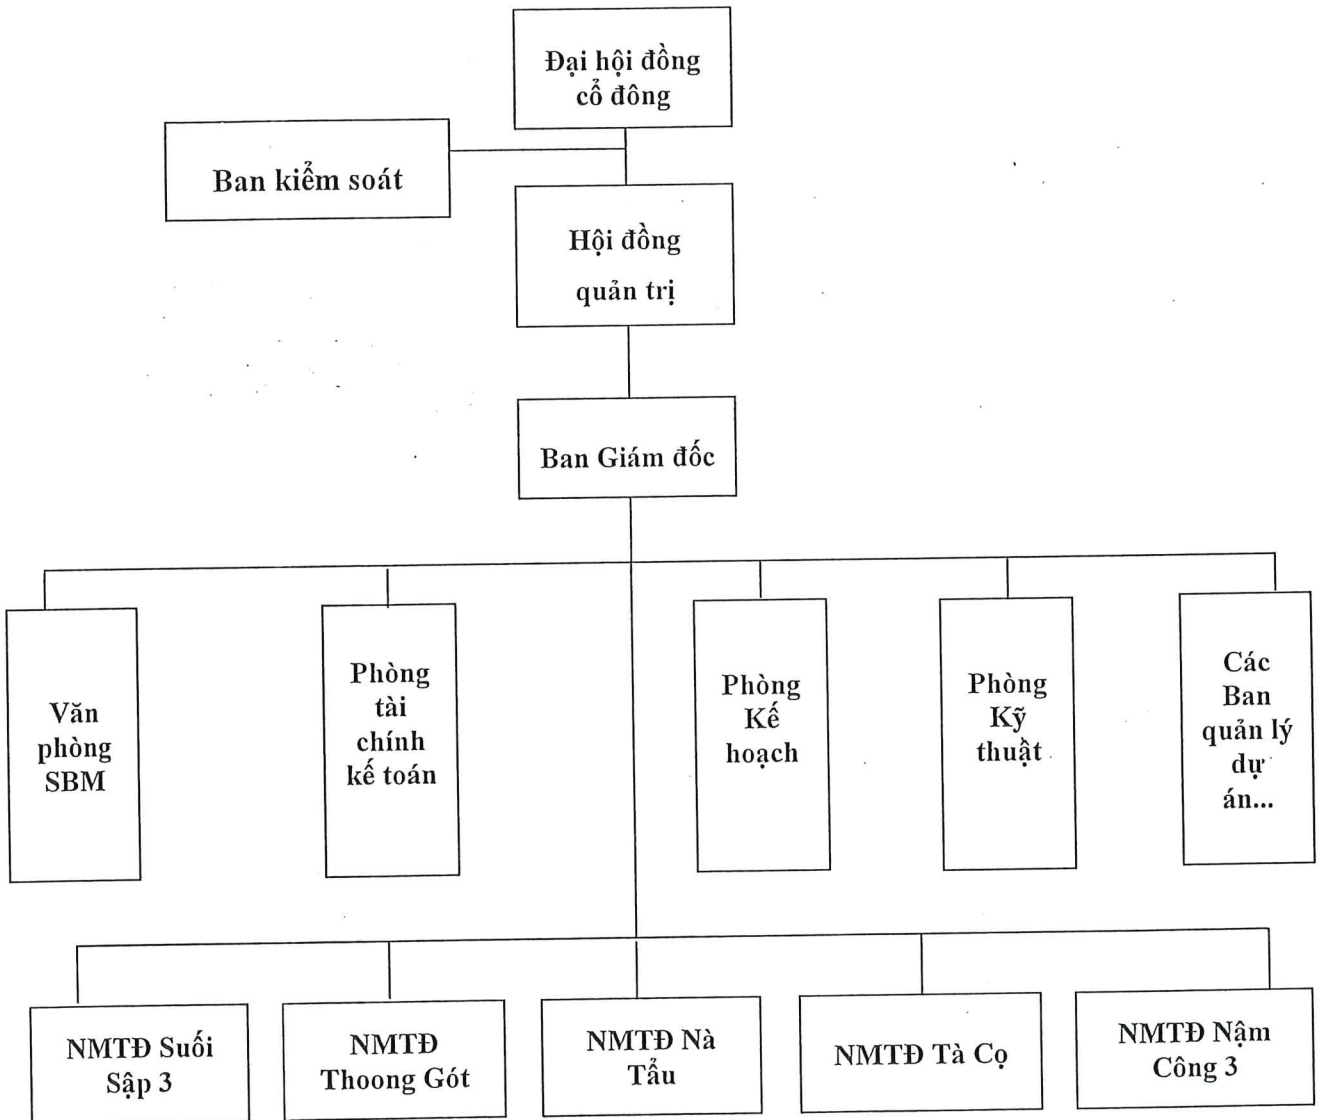 Đại hội đồng
cổ đông
Ban kiểm soát
Hội đồng
quản trị
Ban Giám đốc
Văn
phòng
SBM
Phòng
tài
chính
kế toán
Phòng
Kế
hoạch
Phòng
Kỹ
thuật
Các
Ban
quản lý
dự
án...
NMTĐ Suối
Sập 3
NMTĐ
Thoong Gót
NMTĐ Nà
Tẩu
NMTĐ Tà Cọ
NMTĐ Nậm
Công 3